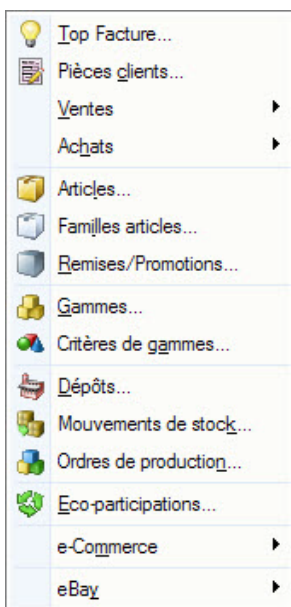 Top Facture...
Pièces clients...
Ventes
Achats
Articles...
Familles articles...
Remises/Promotions...
Gammes...
Critères de gammes...
Dépôts...
Mouvements de stock...
Ordres de production...
Eco-participations...
e-Commerce
eBay